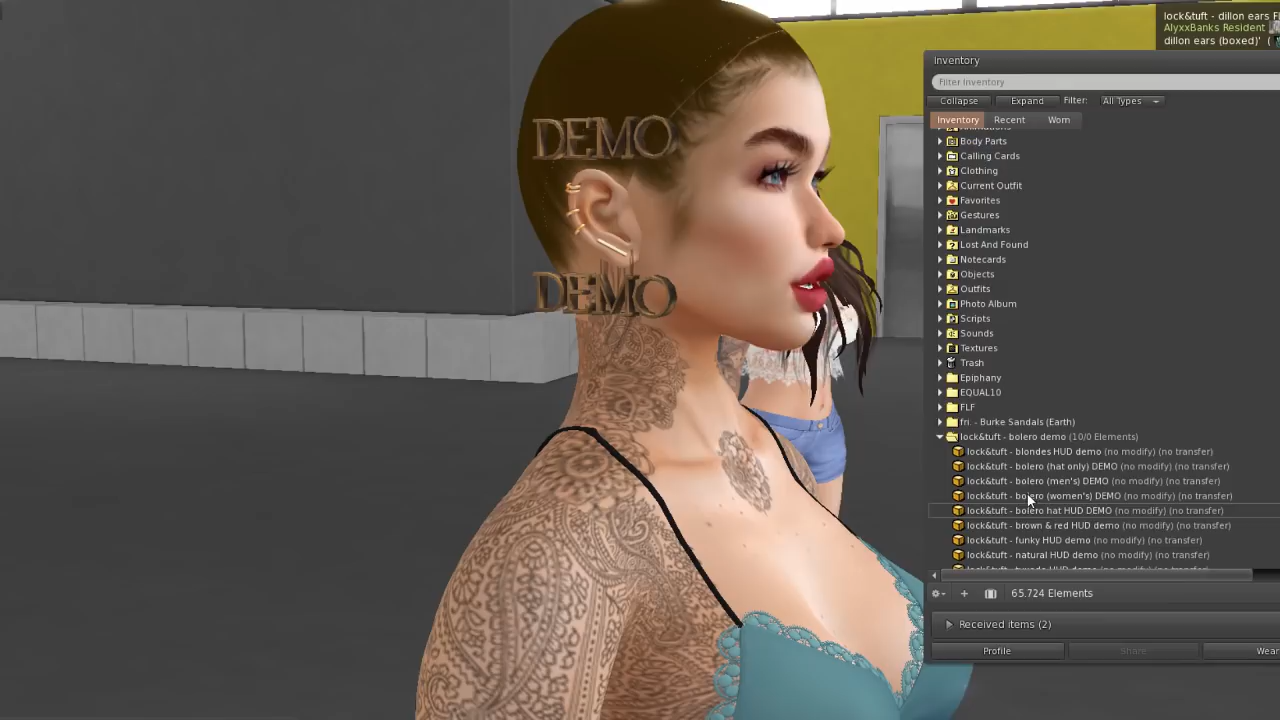 lock&tuft - dillon ears F
AlyxxBanks Resident
dillon ears (boxed)' (
Inventory
Filter Inventory
Collapse Expand Filter: All Types
Inventory Recent Worn
Animations
Body Parts
Calling Cards
Clothing
Current Outfit
Favorites
Gestures
Landmarks
Lost And Found
Notecards
Objects
Outfits
Photo Album
Scripts
Sounds
Textures
Trash
Epiphany
EQUAL10
FLF
fri. - Burke Sandals (Earth)
lock&tuft - bolero demo (10/0 Elements)
lock&tuft - blondes HUD demo (no modify) (no transfer)
lock&tuft - bolero (hat only) DEMO (no modify) (no transfer)
lock&tuft - bolero (men's) DEMO (no modify) (no transfer)
lock&tuft - bolero (women's) DEMO (no modify) (no transfer)
lock&tuft - bolero hat HUD DEMO (no modify) (no transfer)
lock&tuft - brown & red HUD demo (no modify) (no transfer)
lock&tuft - funky HUD demo (no modify) (no transfer)
lock&tuft - natural HUD demo (no modify) (no transfer)
65.724 Elements
Received items (2)
Profile Share Wear
DEMO
DEMO